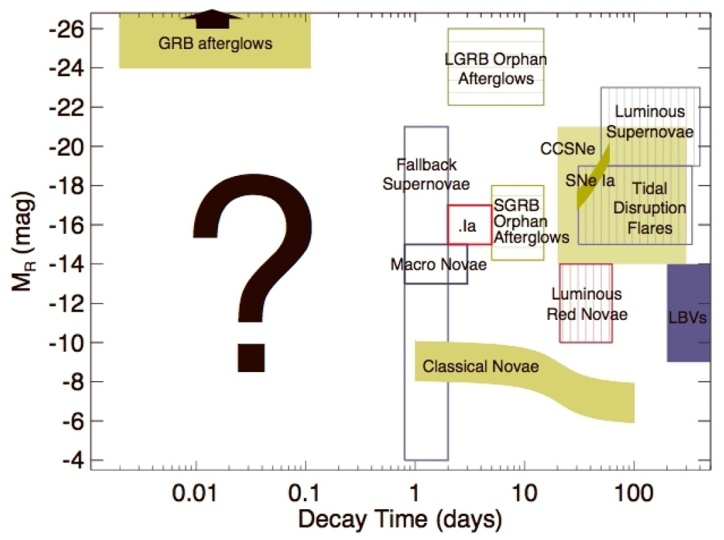 -26
-24
-22
-20
-18
-16
-14
-12
-10
-8
-6
-4
M_R (mag)
GRB afterglows
?
LGRB Orphan
Afterglows
Luminous
Supernovae
CCSNe
Fallback
Supernovae
SNe Ia
Tidal
Disruption
Flares
.Ia
SGRB
Orphan
Afterglows
Macro Novae
Luminous
Red Novae
LBVs
Classical Novae
0.01
0.1
1
10
100
Decay Time (days)